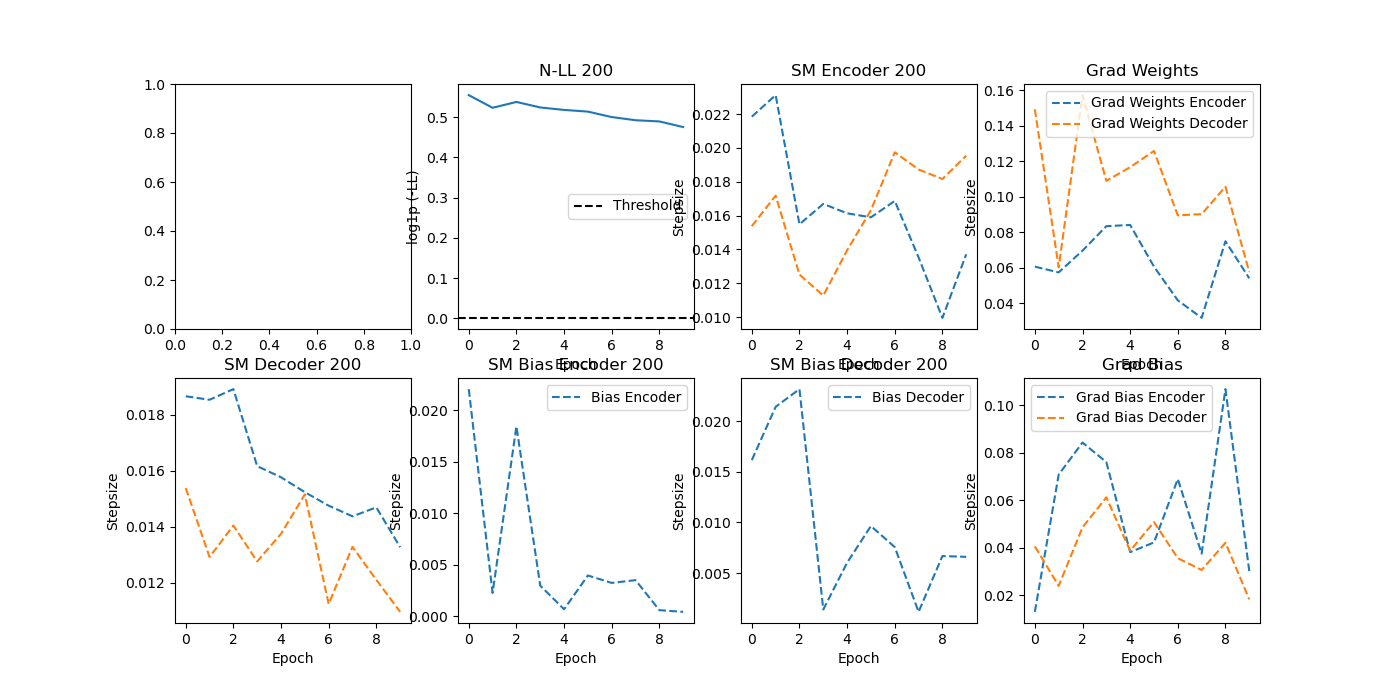 N-LL 200
SM Encoder 200
Grad Weights
1.0
0.8
0.6
0.4
0.2
0.0
0.0 0.2 0.4 0.6 0.8 1.0
log1p (-LL)
0.5
0.4
0.3
0.2
0.1
0.0
Threshold
0 2 4 6 8
Epoch
Stepsize
0.022
0.020
0.018
0.016
0.014
0.012
0.010
0 2 4 6 8
Epoch
Stepsize
0.16
0.14
0.12
0.10
0.08
0.06
0.04
Grad Weights Encoder
Grad Weights Decoder
0 2 4 6 8
Epoch
SM Decoder 200
SM Bias Encoder 200
SM Bias Decoder 200
Grad Bias
Stepsize
0.018
0.016
0.014
0.012
0 2 4 6 8
Epoch
Stepsize
0.020
0.015
0.010
0.005
0.000
Bias Encoder
0 2 4 6 8
Epoch
Stepsize
0.020
0.015
0.010
0.005
Bias Decoder
0 2 4 6 8
Epoch
Stepsize
0.10
0.08
0.06
0.04
0.02
Grad Bias Encoder
Grad Bias Decoder
0 2 4 6 8
Epoch